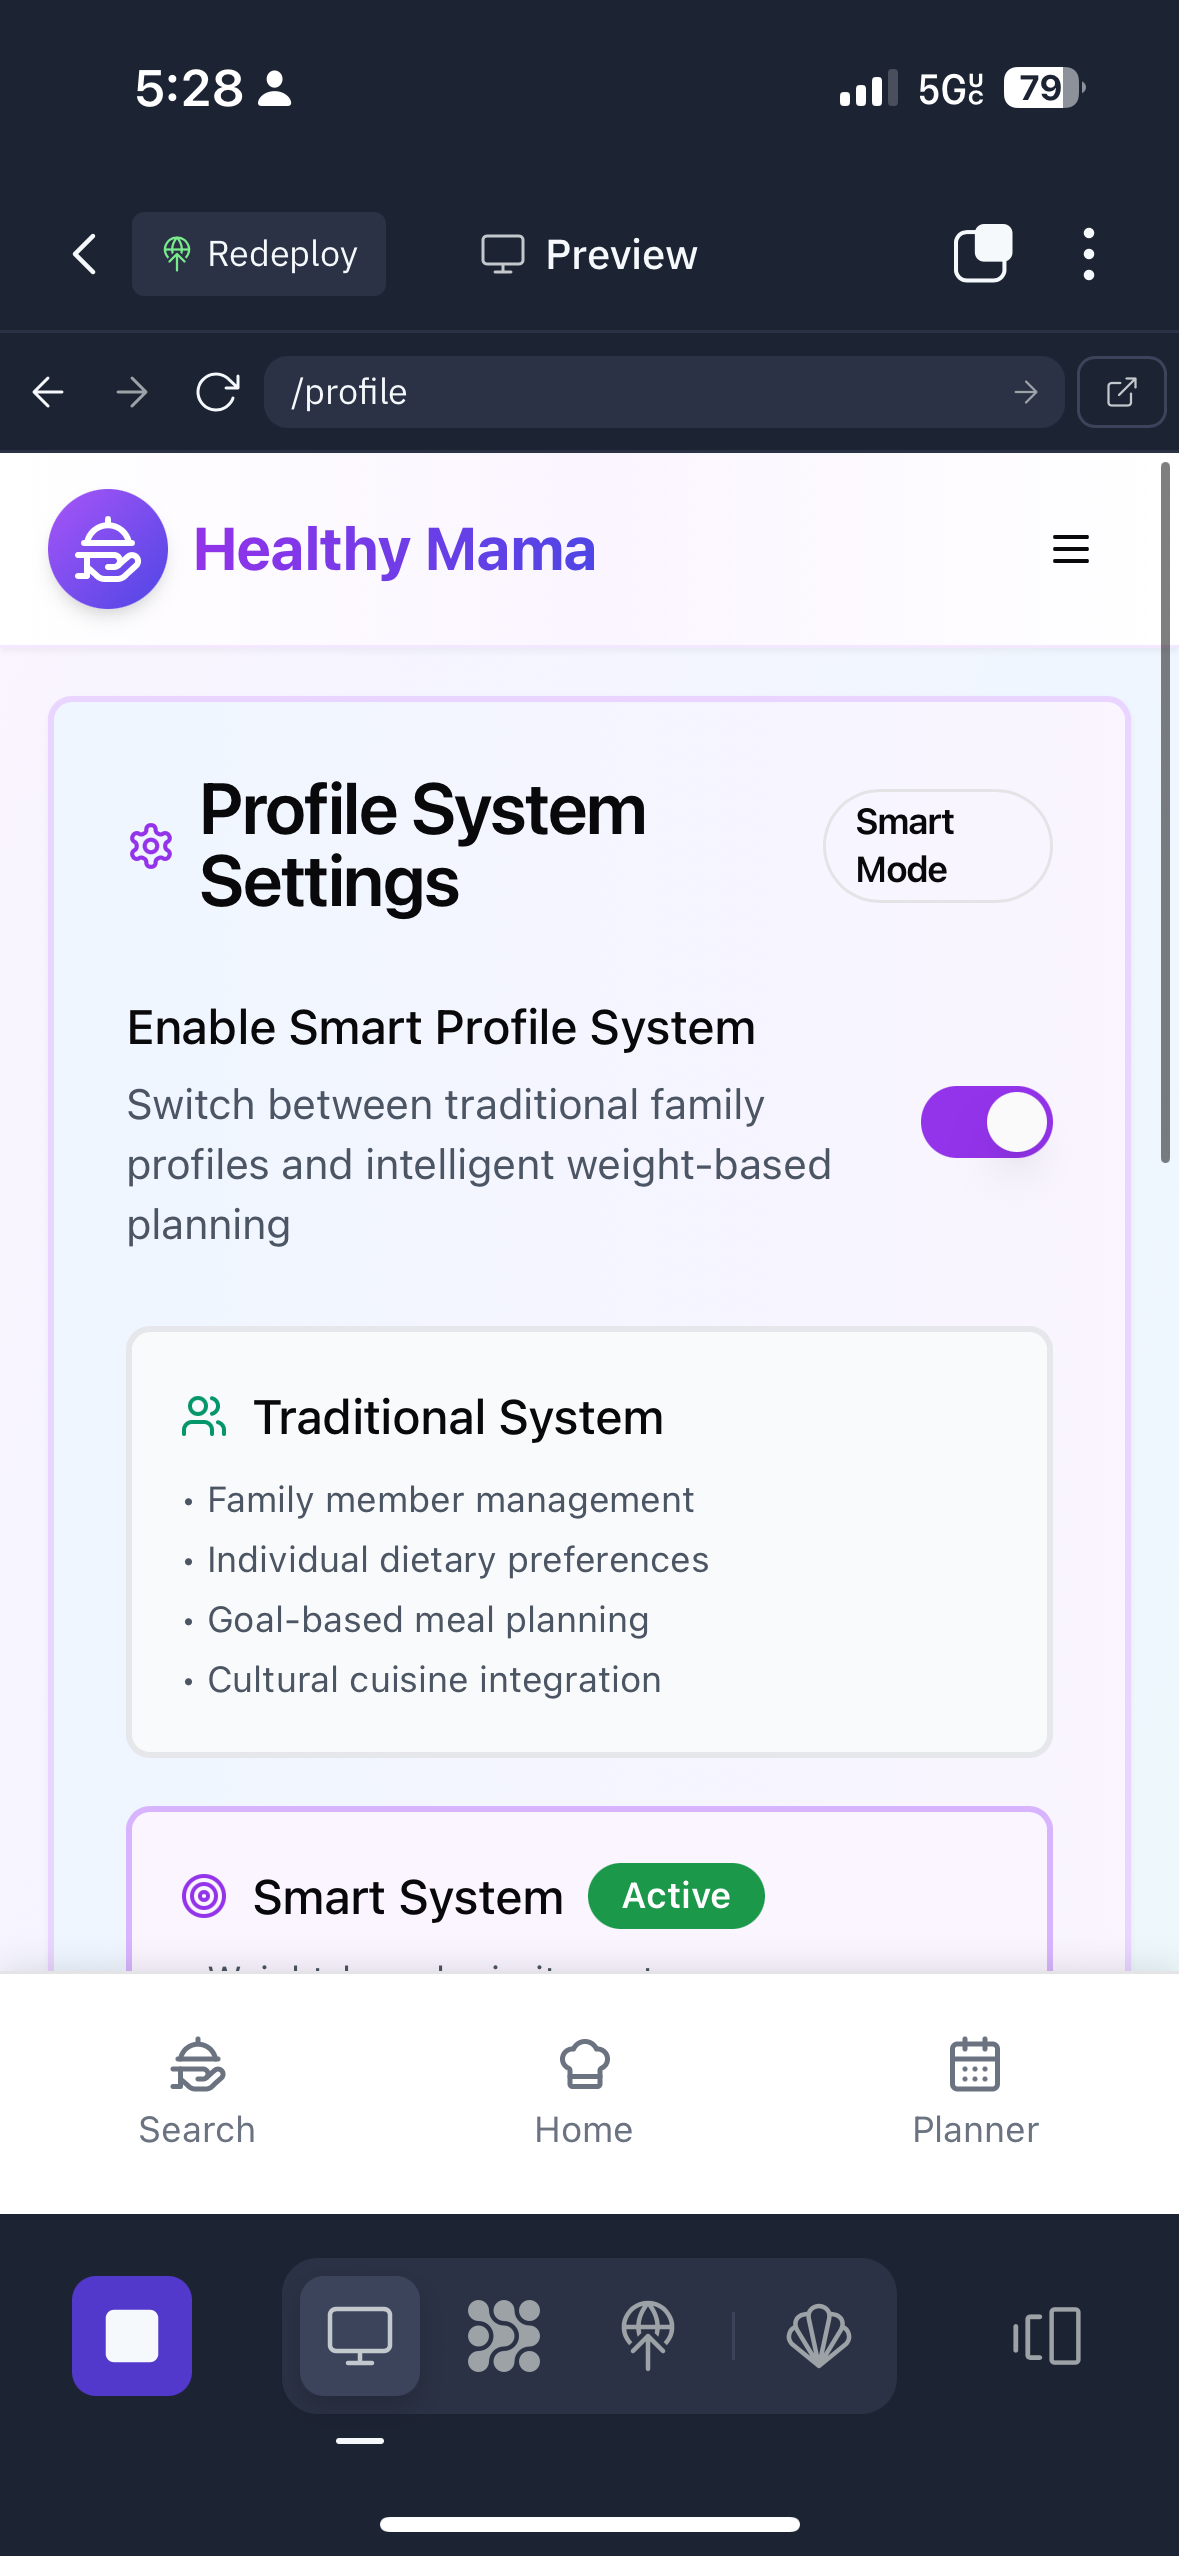 5:28
5G UC
79
Redeploy
Preview
/profile
Healthy Mama
Profile System
Settings
Smart
Mode
Enable Smart Profile System
Switch between traditional family
profiles and intelligent weight-based
planning
Traditional System
• Family member management
• Individual dietary preferences
• Goal-based meal planning
• Cultural cuisine integration
Smart System
Active
Search
Home
Planner